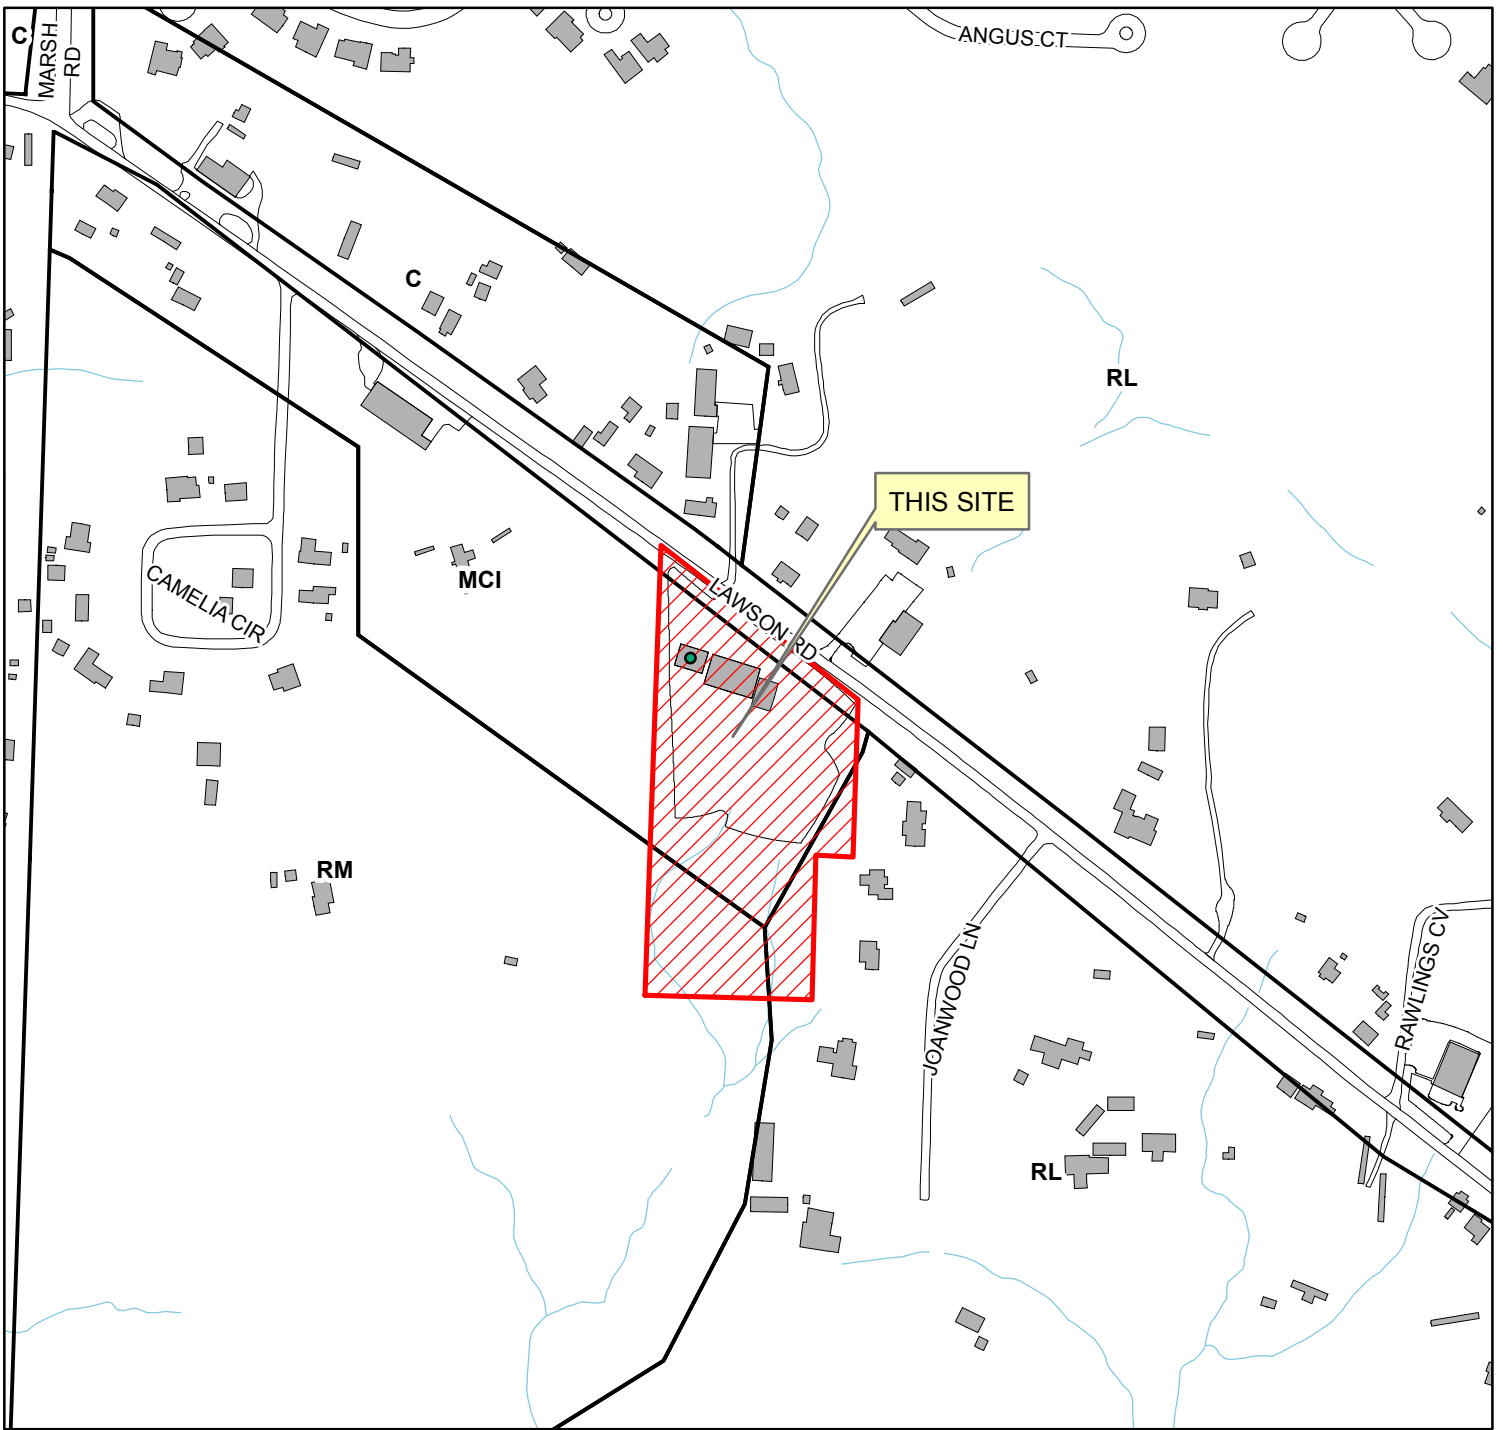 C
MARSH
RD
ANGUS CT
C
RL
THIS SITE
MCI
CAMELIA CIR
LAWSON RD
RM
JOANWOOD LN
RAWLINGS CV
RL